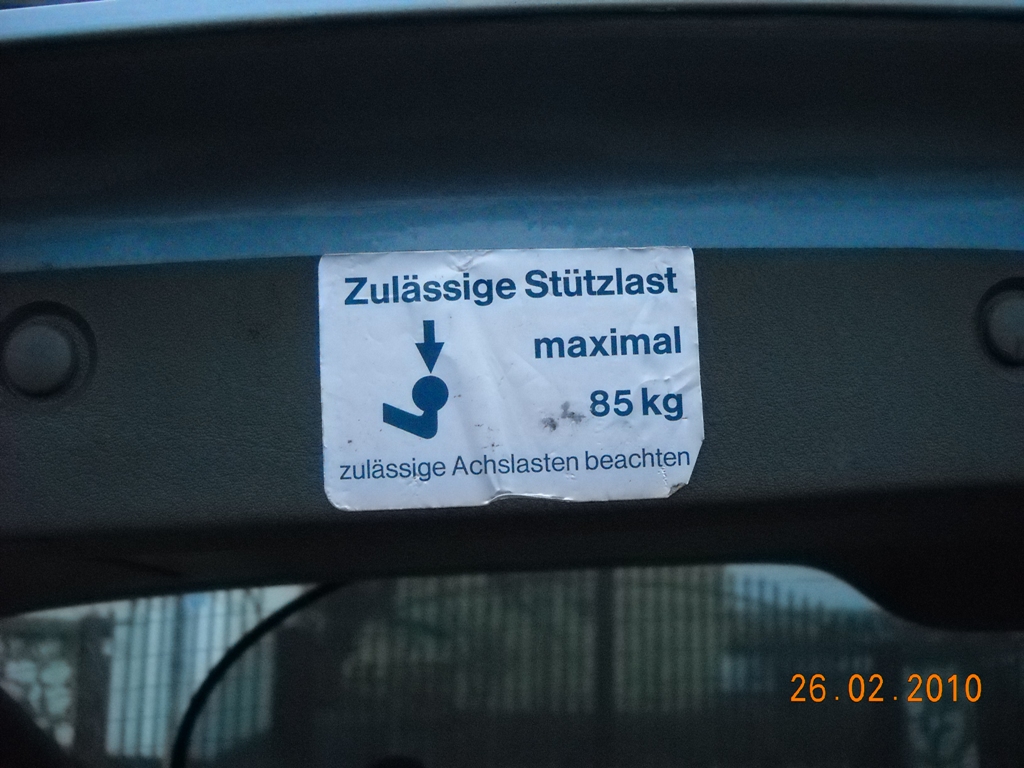 Zulässige Stützlast
maximal
85 kg
zulässige Achslasten beachten
26.02.2010